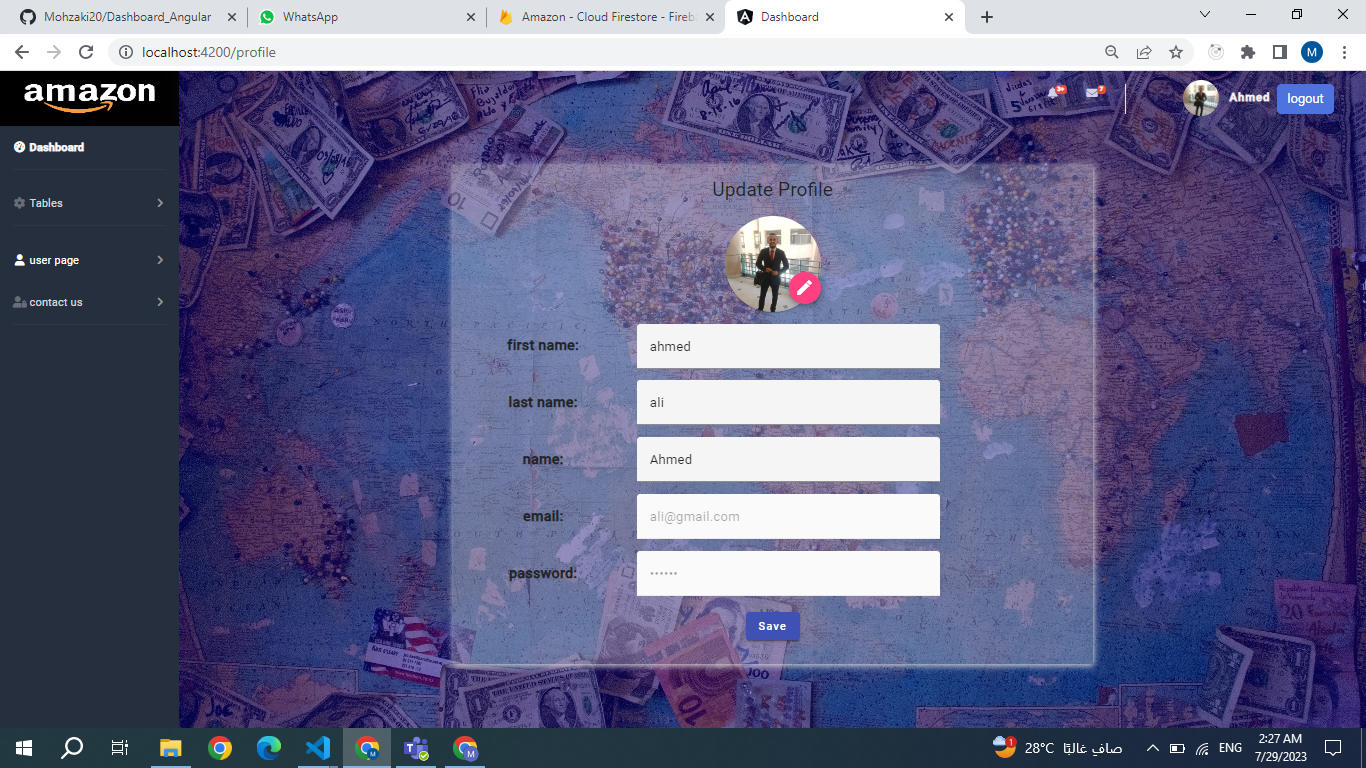 Mohzaki20/Dashboard_Angular
WhatsApp
Amazon - Cloud Firestore - Fireb
Dashboard
localhost:4200/profile
M
amazon
3+
7
Ahmed
logout
Dashboard
Tables
user page
contact us
Update Profile
first name:
ahmed
last name:
ali
name:
Ahmed
email:
ali@gmail.com
password:
••••••
Save
1
28°C
صافٍ غالبًا
ENG
2:27 AM
7/29/2023